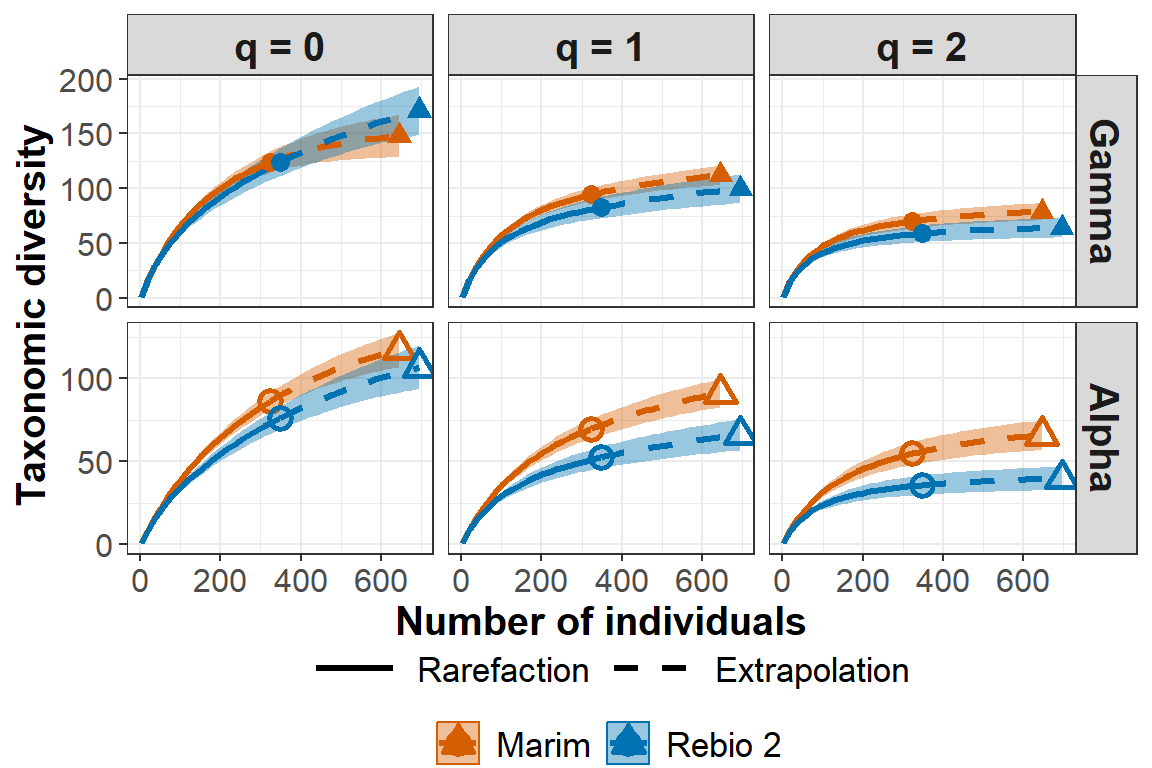 q = 0 q = 1 q = 2
Taxonomic diversity
200
150
100
50
0
Gamma
100
50
0
Alpha
0 200 400 600 0 200 400 600 0 200 400 600
Number of individuals
Rarefaction Extrapolation
Marim Rebio 2